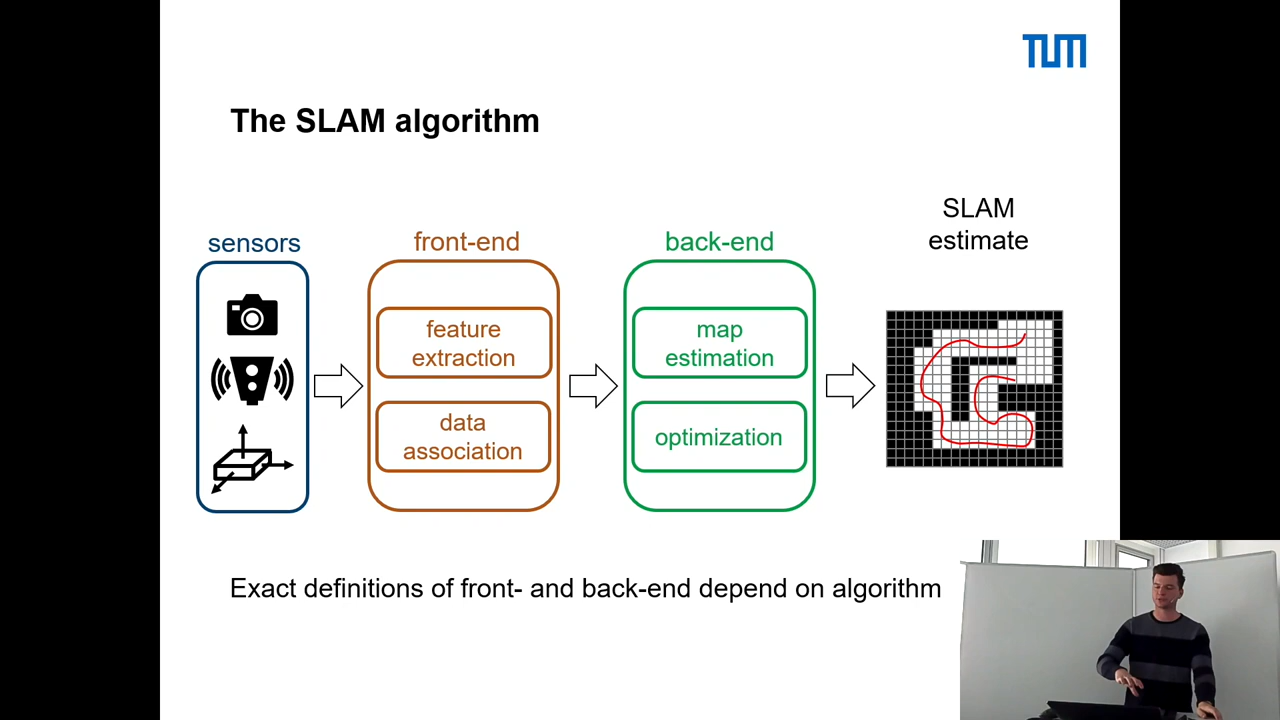 TUM
The SLAM algorithm
sensors
front-end
feature
extraction
data
association
back-end
map
estimation
optimization
SLAM
estimate
Exact definitions of front- and back-end depend on algorithm